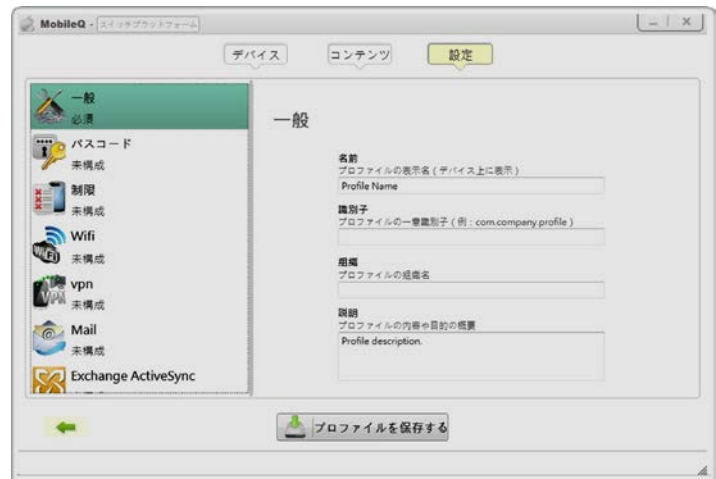 MobileQ - スイッチプラットフォーム
デバイス
コンテンツ
設定
一般
必須
パスコード
未構成
制限
未構成
Wifi
未構成
vpn
未構成
Mail
未構成
Exchange ActiveSync
一般
名前
プロファイルの表示名 ( デバイス上に表示 )
Profile Name
識別子
プロファイルの一意識別子 ( 例 : com.company.profile )
組織
プロファイルの組織名
説明
プロファイルの内容や目的の概要
Profile description.
プロファイルを保存する